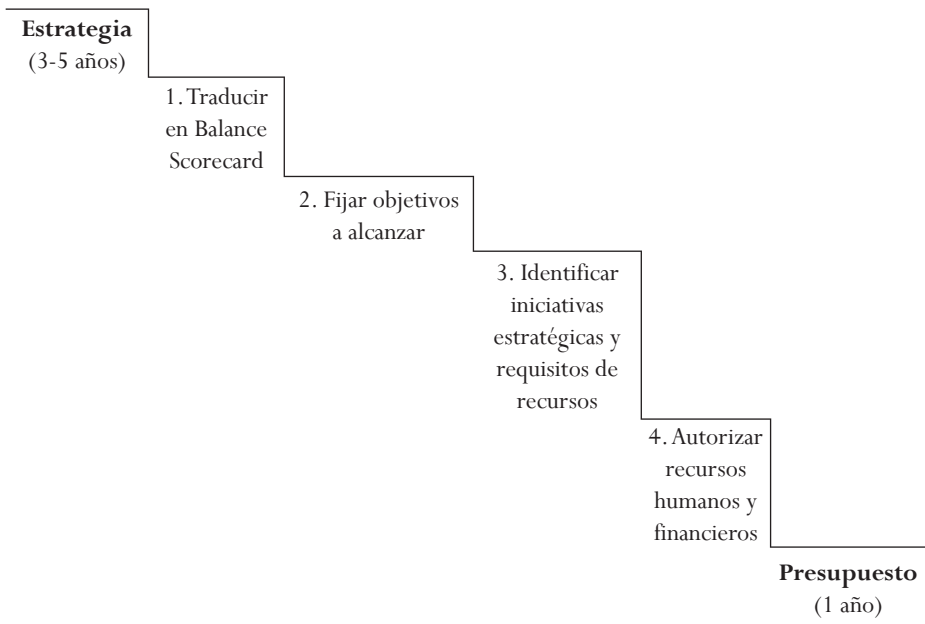 Estrategia
(3-5 años)
1. Traducir
en Balance
Scorecard
2. Fijar objetivos
a alcanzar
3. Identificar
iniciativas
estratégicas y
requisitos de
recursos
4. Autorizar
recursos
humanos y
financieros
Presupuesto
(1 año)